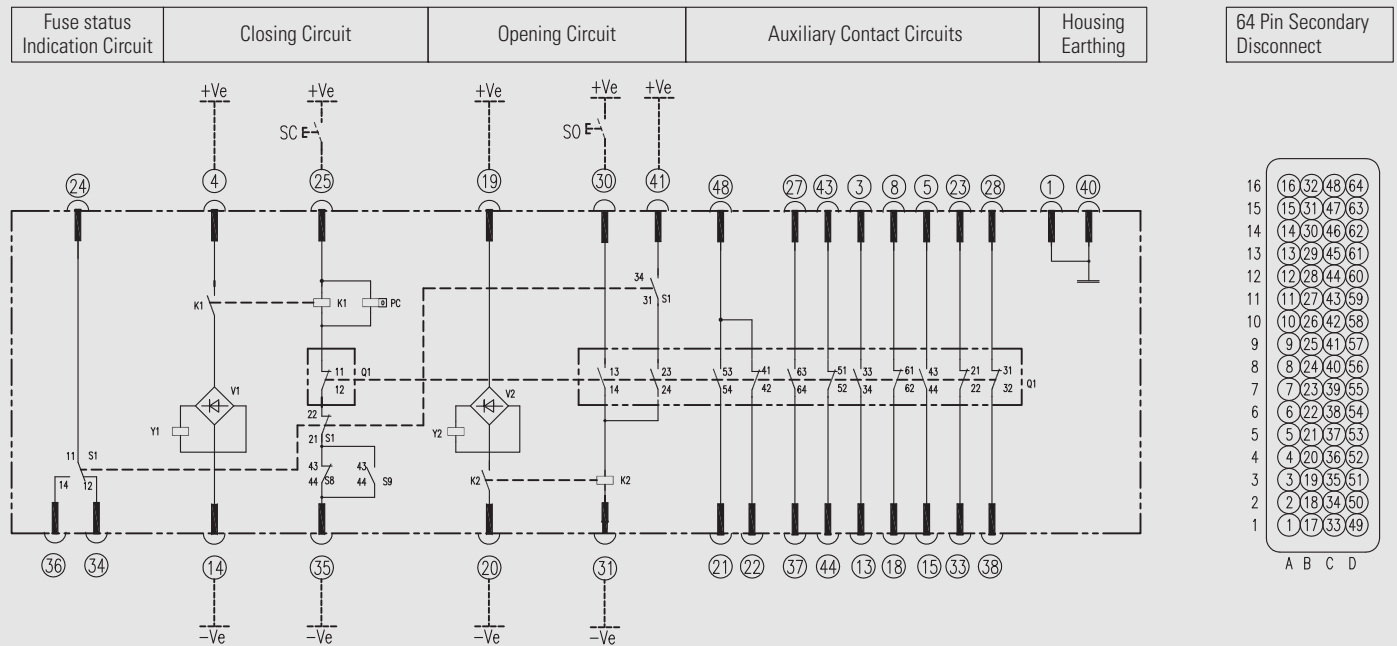 Fuse status
Indication Circuit
Closing Circuit
Opening Circuit
Auxiliary Contact Circuits
Housing
Earthing
64 Pin Secondary
Disconnect
+Ve +Ve +Ve +Ve +Ve
SC E SO E
24 4 25 19 30 41 48 27 43 3 8 5 23 28 1 40
34
31 S1
K1 K1 PC
11 Q1
12
13 23 53 41 63 51 33 61 43 21 31
14 24 54 42 64 52 34 62 44 22 32 Q1
V1 V2
Y1 Y2
22
21 S1
11 S1
14 12
43 43
44 S8 44 S9
K2 K2
36 34 14 35 20 31 21 22 37 44 13 18 15 33 38
-Ve -Ve -Ve -Ve
16 16 32 48 64
15 15 31 47 63
14 14 30 46 62
13 13 29 45 61
12 12 28 44 60
11 11 27 43 59
10 10 26 42 58
9 9 25 41 57
8 8 24 40 56
7 7 23 39 55
6 6 22 38 54
5 5 21 37 53
4 4 20 36 52
3 3 19 35 51
2 2 18 34 50
1 1 17 33 49
A B C D